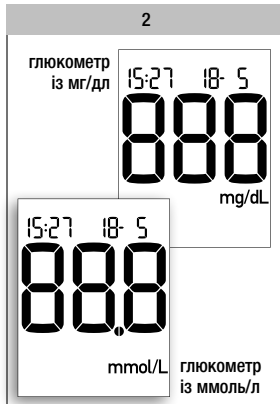 2
глюкометр
із мг/дл
15:27 18- 5
888
mg/dL
15:27 18- 5
88.8
mmol/L
глюкометр
із ммоль/л